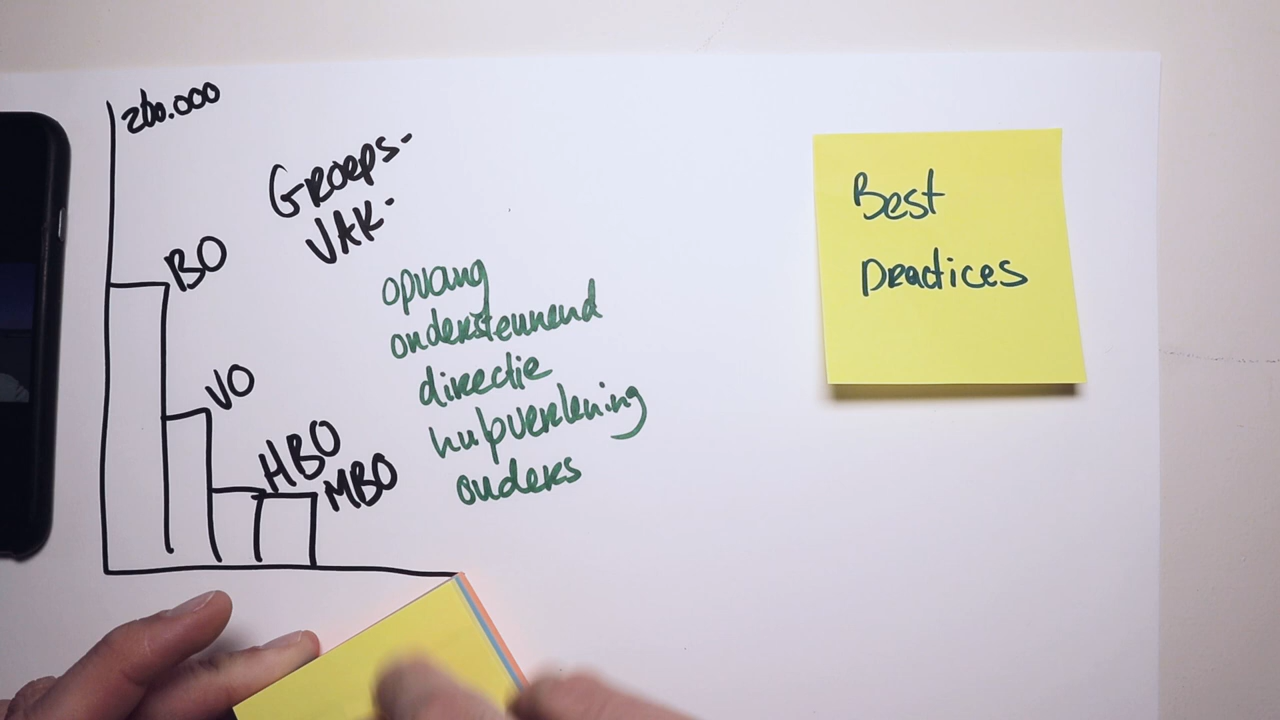 200.000
GROEPS-
VAK-
BO
VO
HBO
MBO
opvang
ondersteunend
directie
hulpverlening
ouders
Best
Practices